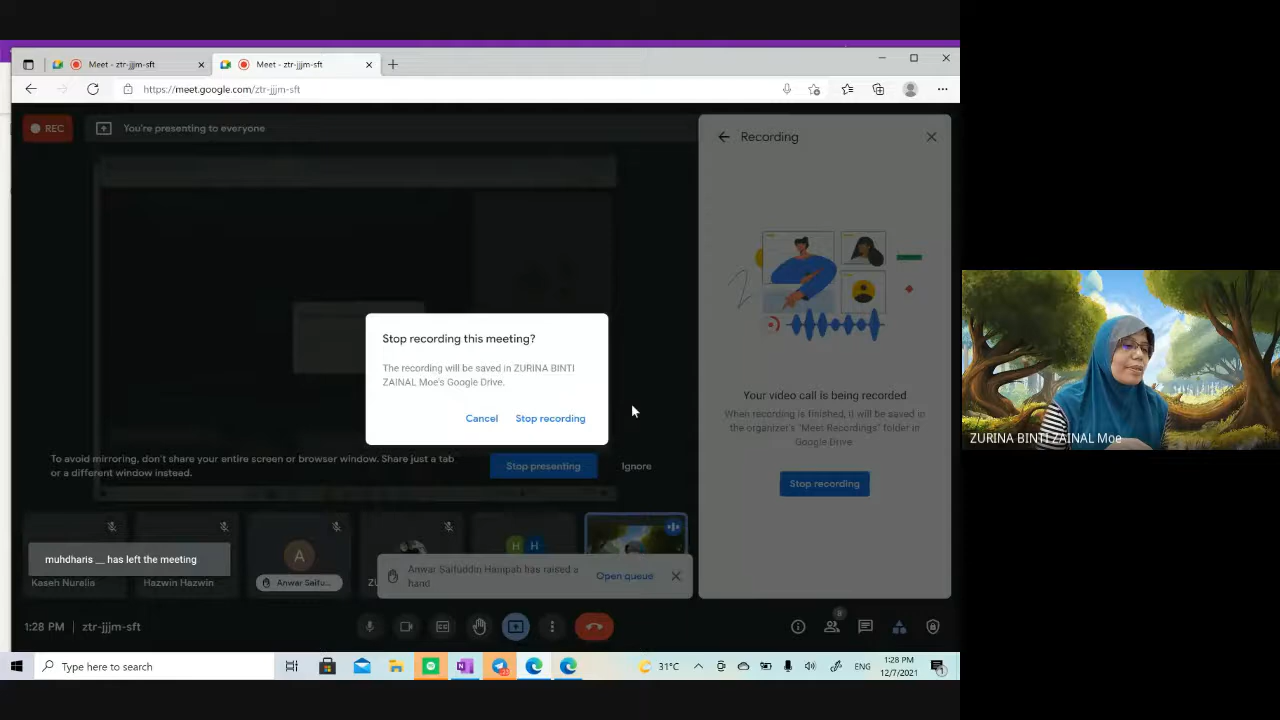 Meet - ztr-jjjm-sft
Meet - ztr-jjjm-sft
https://meet.google.com/ztr-jjjm-sft
REC
You're presenting to everyone
Recording
Stop recording this meeting?
The recording will be saved in ZURINA BINTI
ZAINAL Moe's Google Drive.
Cancel
Stop recording
Your video call is being recorded
When recording is finished, it will be saved in
the organizer's "Meet Recordings" folder in
Google Drive
Stop recording
To avoid mirroring, don't share your entire screen or browser window. Share just a tab
or a different window instead.
Stop presenting
Ignore
ZURINA BINTI ZAINAL Moe
A
H
H
muhdharis __ has left the meeting
Kaseh Nurelia
Hazwin Hazwin
Anwar Saifu...
Anwar Saifuddin Hanipah has raised a
hand
Open queue
1:28 PM
ztr-jjjm-sft
8
Type here to search
31°C
ENG
1:28 PM
12/7/2021
1